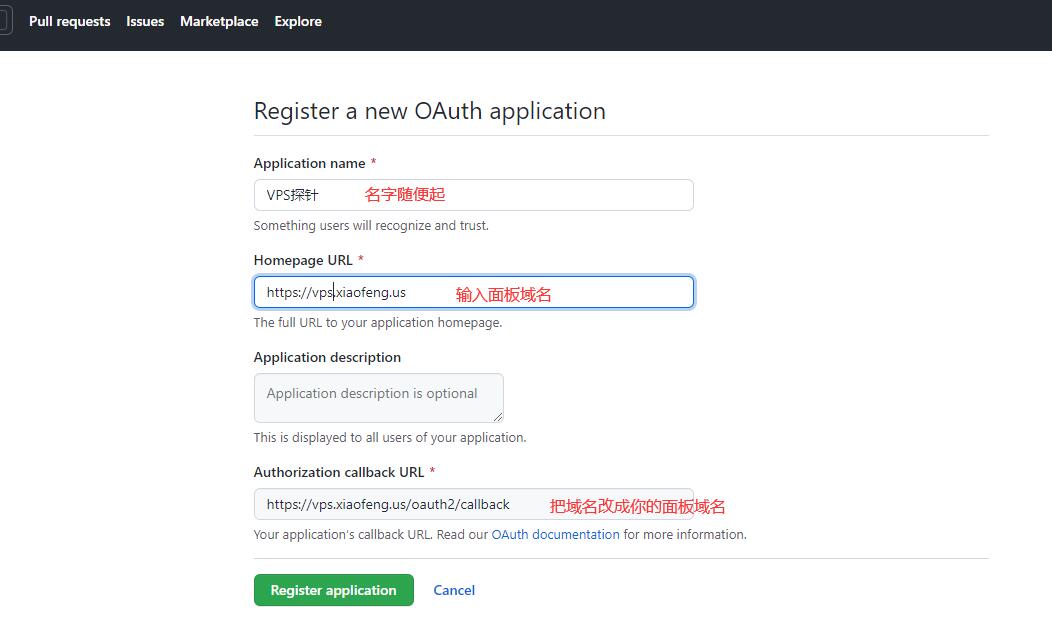 Pull requests Issues Marketplace Explore
Register a new OAuth application
Application name *
VPS探针 名字随便起
Something users will recognize and trust.
Homepage URL *
https://vps.xiaofeng.us 输入面板域名
The full URL to your application homepage.
Application description
Application description is optional
This is displayed to all users of your application.
Authorization callback URL *
https://vps.xiaofeng.us/oauth2/callback 把域名改成你的面板域名
Your application's callback URL. Read our OAuth documentation for more information.
Register application Cancel